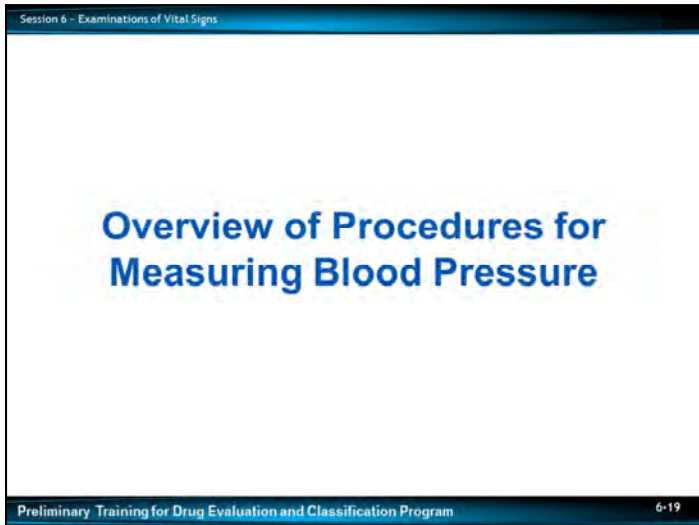 Session 6 - Examinations of Vital Signs
Overview of Procedures for
Measuring Blood Pressure
Preliminary Training for Drug Evaluation and Classification Program
6-19